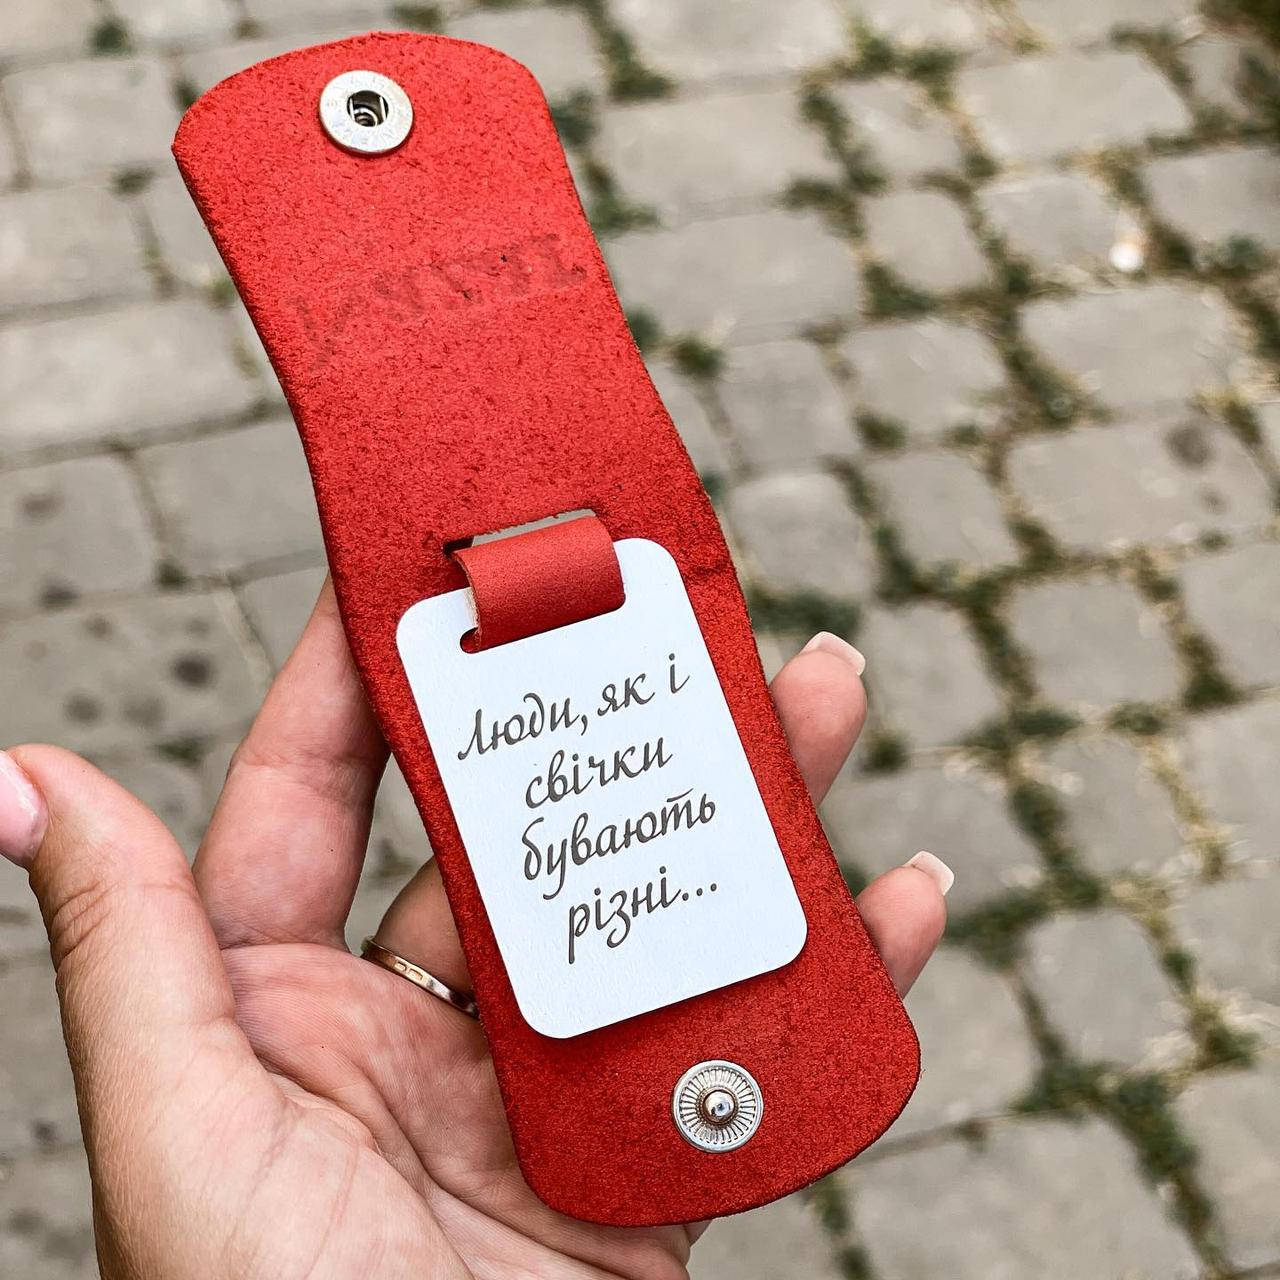 Люди, як і
свічки
бувають
різні...